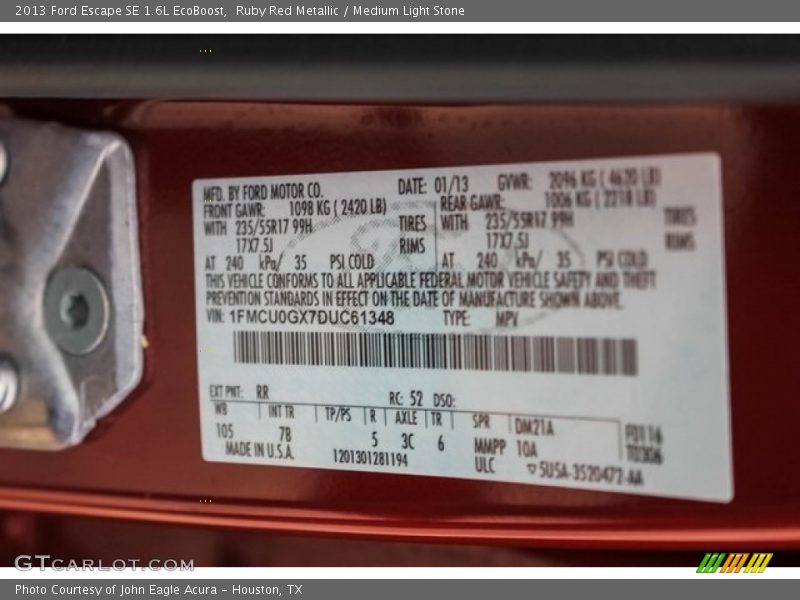 2013 Ford Escape SE 1.6L EcoBoost,  Ruby Red Metallic / Medium Light Stone
MFD. BY FORD MOTOR CO. DATE: 01/13 GVWR: 2096 KG ( 4620 LB)
FRONT GAWR: 1098 KG ( 2420 LB) REAR GAWR: 1006 KG ( 2218 LB)
WITH 235/55R17 99H TIRES WITH 235/55R17 99H TIRES
17X7.5J RIMS 17X7.5J RIMS
AT 240 kPa/ 35 PSI COLD AT 240 kPa/ 35 PSI COLD
THIS VEHICLE CONFORMS TO ALL APPLICABLE FEDERAL MOTOR VEHICLE SAFETY AND THEFT
PREVENTION STANDARDS IN EFFECT ON THE DATE OF MANUFACTURE SHOWN ABOVE.
VIN: 1FMCU0GX7DUC61348 TYPE: MPV
EXT PNT: RR RC: 52 DSO:
WB INT TR TP/PS R AXLE TR SPR DM21A F0116
105 7B 5 3C 6 MMPP 10A T0306
MADE IN U.S.A. 1201301281194 ULC ▽5U5A-3520472-AA
GTCARLOT.COM
Photo Courtesy of John Eagle Acura - Houston, TX